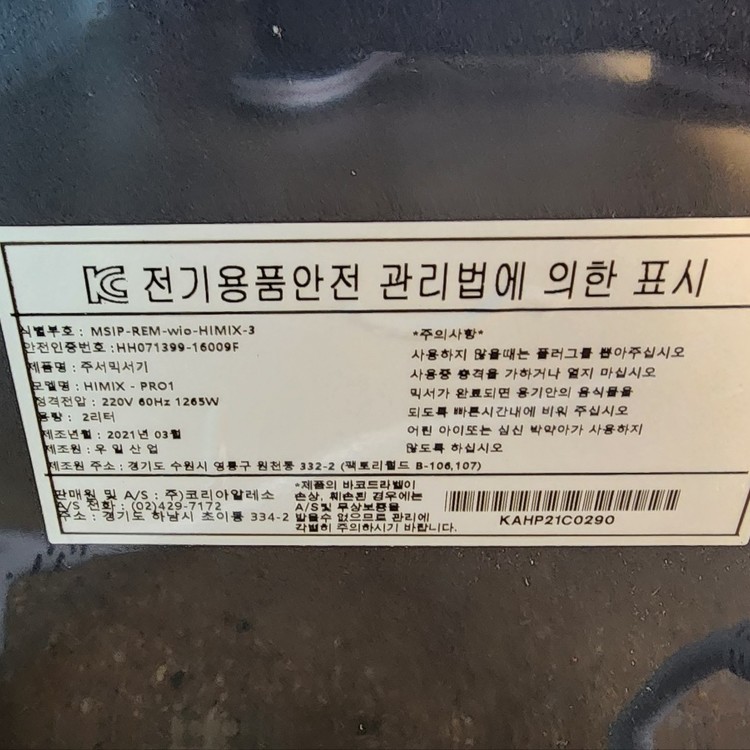 KC 전기용품안전 관리법에 의한 표시
식별부호 : MSIP-REM-wio-HIMIX-3
안전인증번호 : HH071399-16009F
제품명 : 주서믹서기
모델명 : HIMIX - PRO1
정격전압 : 220V 60Hz 1265W
용량 : 2리터
제조년월 : 2021년 03월
제조원 : 우일산업
제조원 주소 : 경기도 수원시 영통구 원천동 332-2 (팩토리월드 B-106,107)
*주의사항*
사용하지 않을때는 플러그를 뽑아주십시오
사용중 충격을 가하거나 열지 마십시오
믹서가 완료되면 용기안의 음식물을
되도록 빠른시간내에 비워 주십시오
어린 아이또는 심신 박약아가 사용하지
않도록 하십시오
판매원 및 A/S : 주)코리아알레소
A/S 전화 : (02)429-7172
주소 : 경기도 하남시 초이동 334-2
*제품의 바코드라벨이
손상, 훼손된 경우에는
A/S및 무상보증을
받을수 없으므로 관리에
각별히 주의하시기 바랍니다.
KAHP21C0290